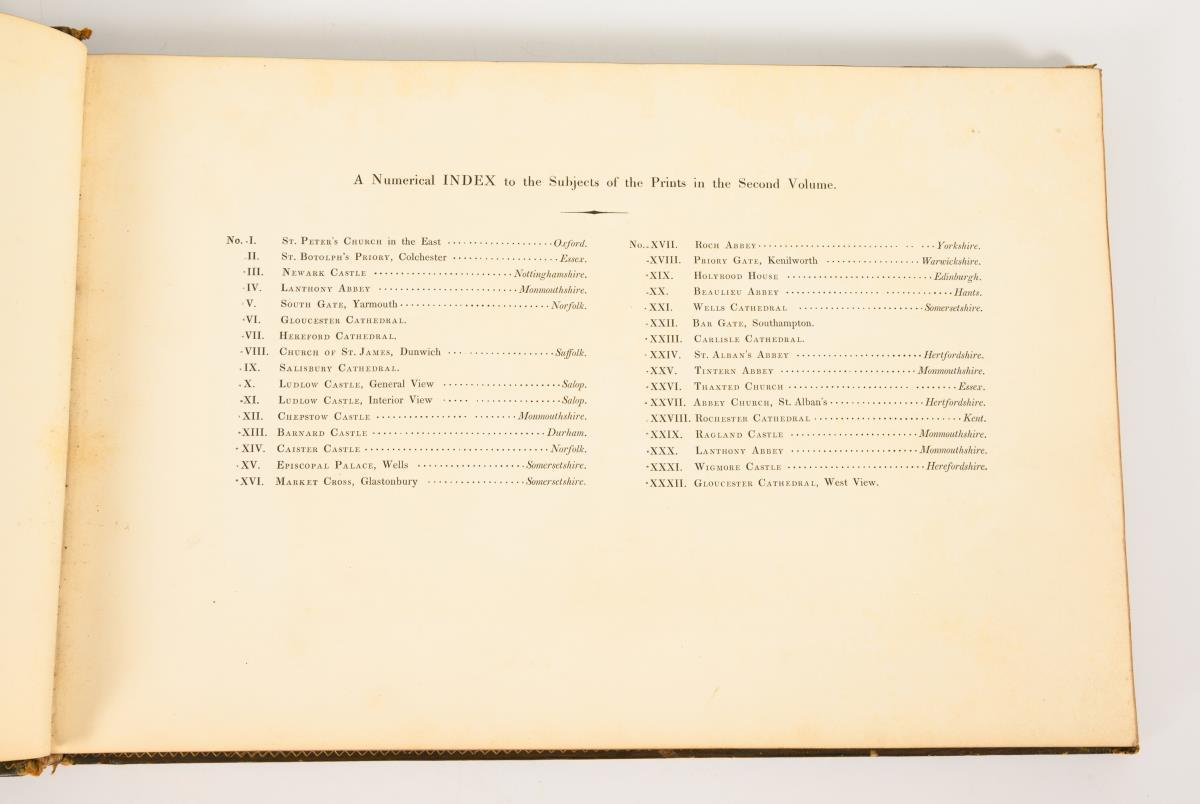 A Numerical INDEX to the Subjects of the Prints in the Second Volume.
No. I. St. Peter's Church in the East Oxford.
II. St. Botolph's Priory, Colchester Essex.
III. Newark Castle Nottinghamshire.
IV. Lanthony Abbey Monmouthshire.
V. South Gate, Yarmouth Norfolk.
VI. Gloucester Cathedral.
VII. Hereford Cathedral.
VIII. Church of St. James, Dunwich Suffolk.
IX. Salisbury Cathedral.
X. Ludlow Castle, General View Salop.
XI. Ludlow Castle, Interior View Salop.
XII. Chepstow Castle Monmouthshire.
XIII. Barnard Castle Durham.
XIV. Caister Castle Norfolk.
XV. Episcopal Palace, Wells Somersetshire.
XVI. Market Cross, Glastonbury Somersetshire.
No. XVII. Roch Abbey Yorkshire.
XVIII. Priory Gate, Kenilworth Warwickshire.
XIX. Holyrood House Edinburgh.
XX. Beaulieu Abbey Hants.
XXI. Wells Cathedral Somersetshire.
XXII. Bar Gate, Southampton.
XXIII. Carlisle Cathedral.
XXIV. St. Alban's Abbey Hertfordshire.
XXV. Tintern Abbey Monmouthshire.
XXVI. Thaxted Church Essex.
XXVII. Abbey Church, St. Alban's Hertfordshire.
XXVIII. Rochester Cathedral Kent.
XXIX. Ragland Castle Monmouthshire.
XXX. Lanthony Abbey Monmouthshire.
XXXI. Wigmore Castle Herefordshire.
XXXII. Gloucester Cathedral, West View.